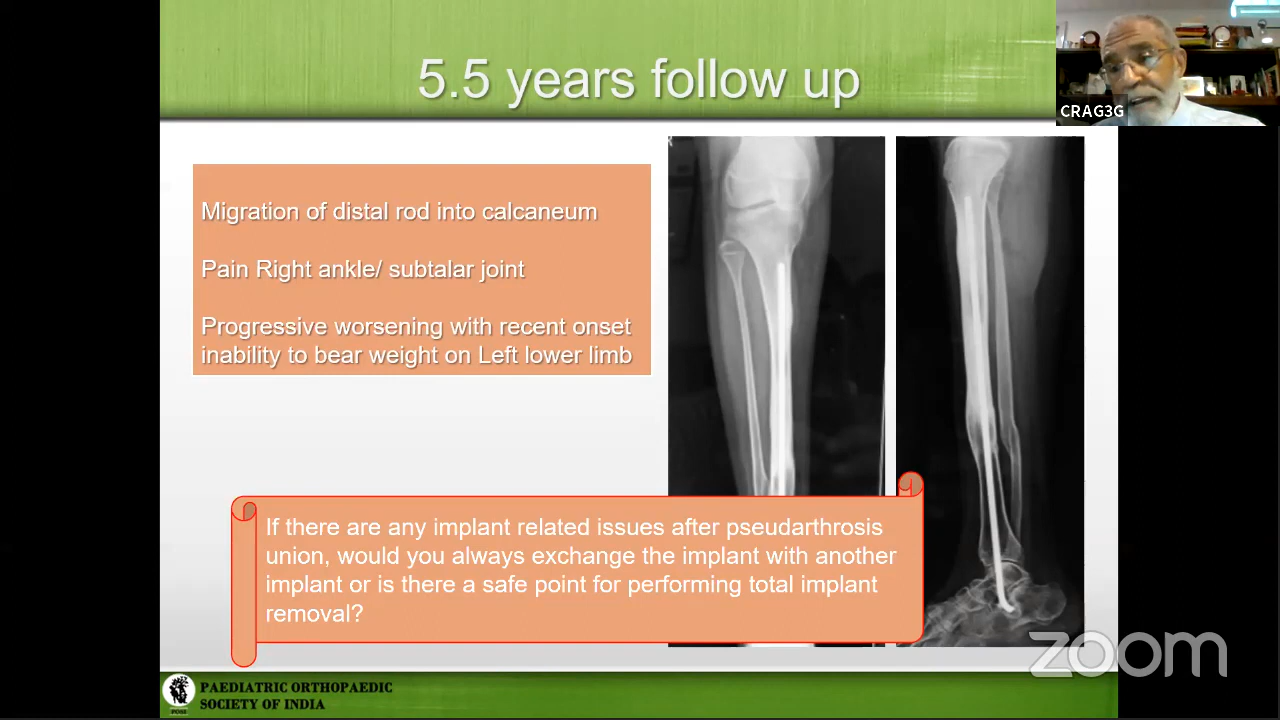 5.5 years follow up
CRAG3G
Migration of distal rod into calcaneum
Pain Right ankle/ subtalar joint
Progressive worsening with recent onset
inability to bear weight on Left lower limb
If there are any implant related issues after pseudarthrosis
union, would you always exchange the implant with another
implant or is there a safe point for performing total implant
removal?
zoom
PAEDIATRIC ORTHOPAEDIC
SOCIETY OF INDIA